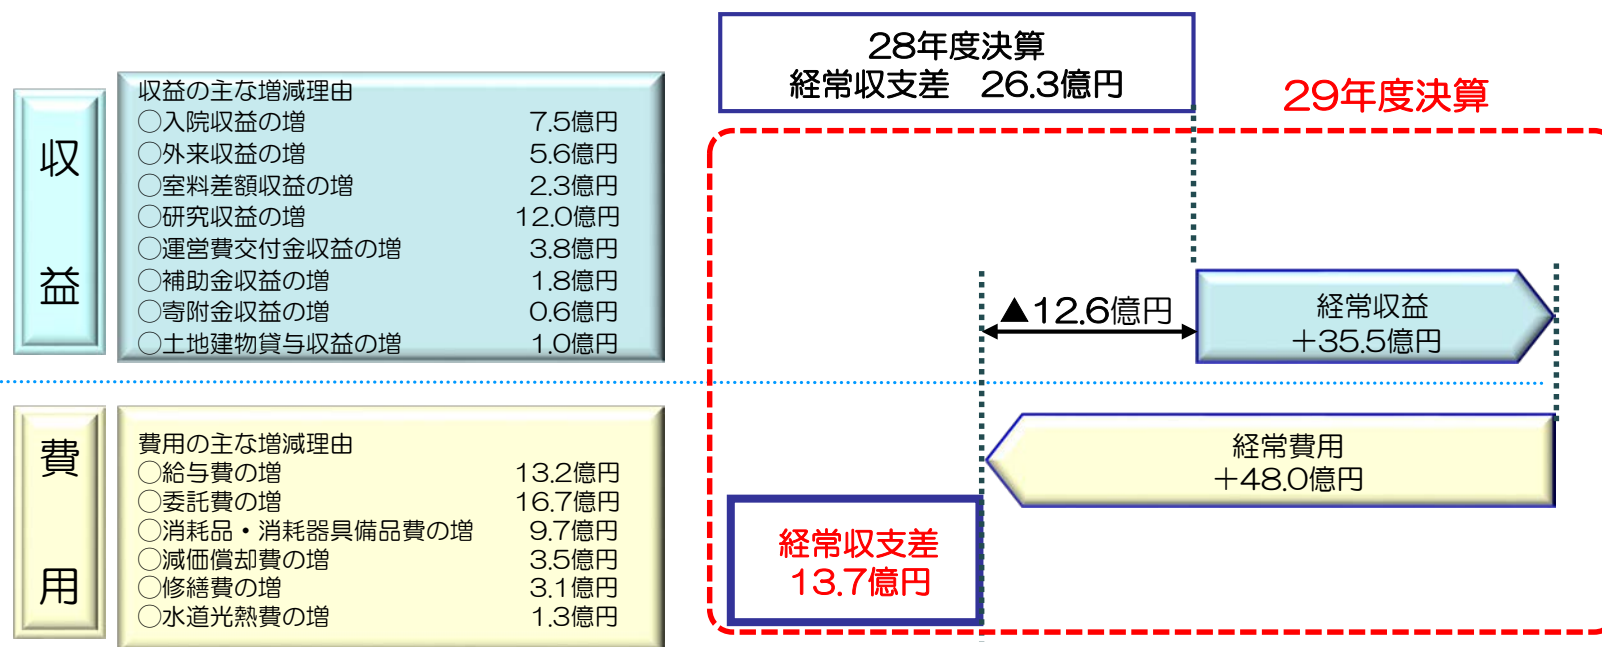 28年度決算
経常収支差 26.3億円
29年度決算
収益
収益の主な増減理由
○入院収益の増 7.5億円
○外来収益の増 5.6億円
○室料差額収益の増 2.3億円
○研究収益の増 12.0億円
○運営費交付金収益の増 3.8億円
○補助金収益の増 1.8億円
○寄附金収益の増 0.6億円
○土地建物貸与収益の増 1.0億円
▲12.6億円
経常収益
+35.5億円
費用
費用の主な増減理由
○給与費の増 13.2億円
○委託費の増 16.7億円
○消耗品・消耗器具備品費の増 9.7億円
○減価償却費の増 3.5億円
○修繕費の増 3.1億円
○水道光熱費の増 1.3億円
経常費用
+48.0億円
経常収支差
13.7億円